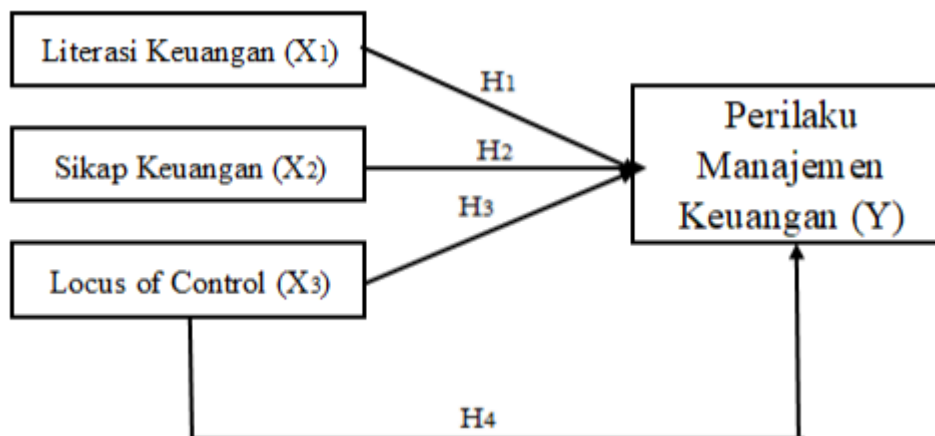 Literasi Keuangan (X1)
H1
Perilaku
Manajemen
Keuangan (Y)
Sikap Keuangan (X2)
H2
H3
Locus of Control (X3)
H4